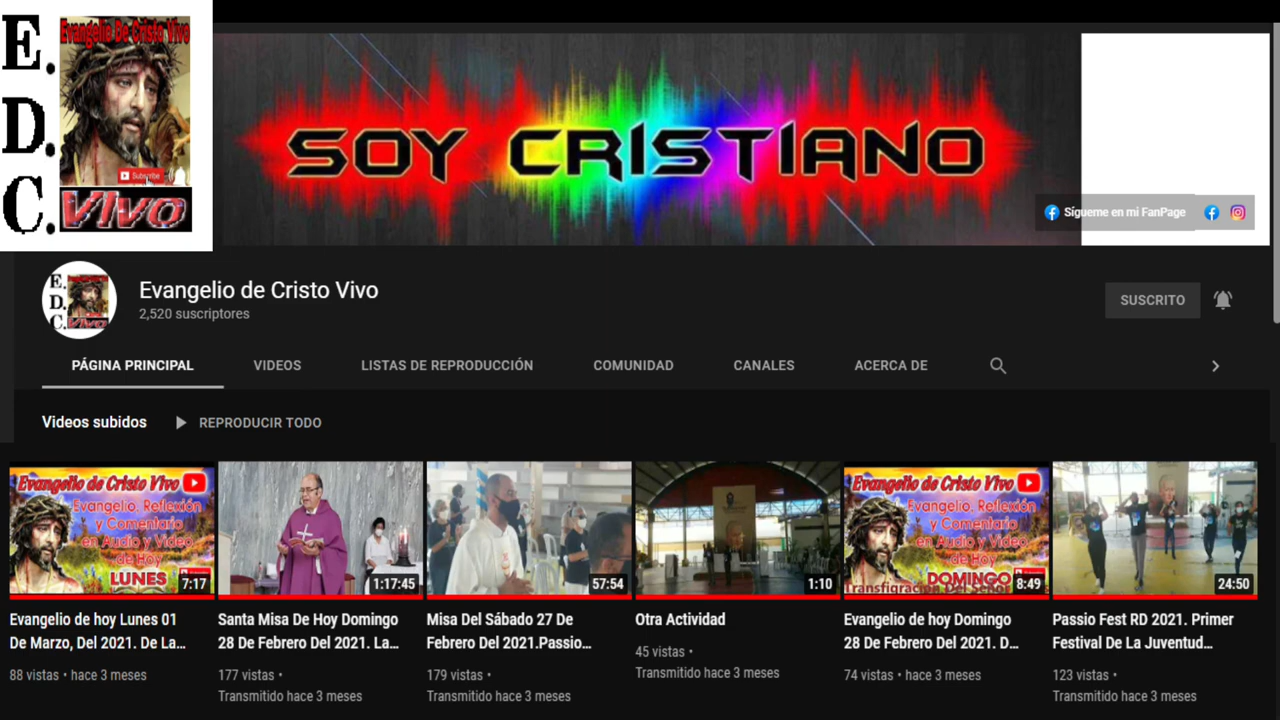 E.
D.
C.
Evangelio De Cristo Vivo
Subscribe
Vivo
SOY CRISTIANO
Sígueme en mi FanPage
E.
D.
C.
Vivo
Evangelio de Cristo Vivo
2,520 suscriptores
SUSCRITO
PÁGINA PRINCIPAL VIDEOS LISTAS DE REPRODUCCIÓN COMUNIDAD CANALES ACERCA DE
Videos subidos REPRODUCIR TODO
Evangelio de Cristo Vivo
Evangelio, Reflexión
y Comentario
en Audio y Video
de Hoy
LUNES
7:17
Evangelio de hoy Lunes 01
De Marzo, Del 2021. De La...
88 vistas • hace 3 meses
1:17:45
Santa Misa De Hoy Domingo
28 De Febrero Del 2021. La...
177 vistas •
Transmitido hace 3 meses
57:54
Misa Del Sábado 27 De
Febrero Del 2021.Passio...
179 vistas •
Transmitido hace 3 meses
1:10
Otra Actividad
45 vistas •
Transmitido hace 3 meses
Evangelio de Cristo Vivo
Evangelio, Reflexión
y Comentario
en Audio y Video
de Hoy
DOMINGO
Transfigración Del Señor
8:49
Evangelio de hoy Domingo
28 De Febrero Del 2021. D...
74 vistas • hace 3 meses
24:50
Passio Fest RD 2021. Primer
Festival De La Juventud...
123 vistas •
Transmitido hace 3 meses